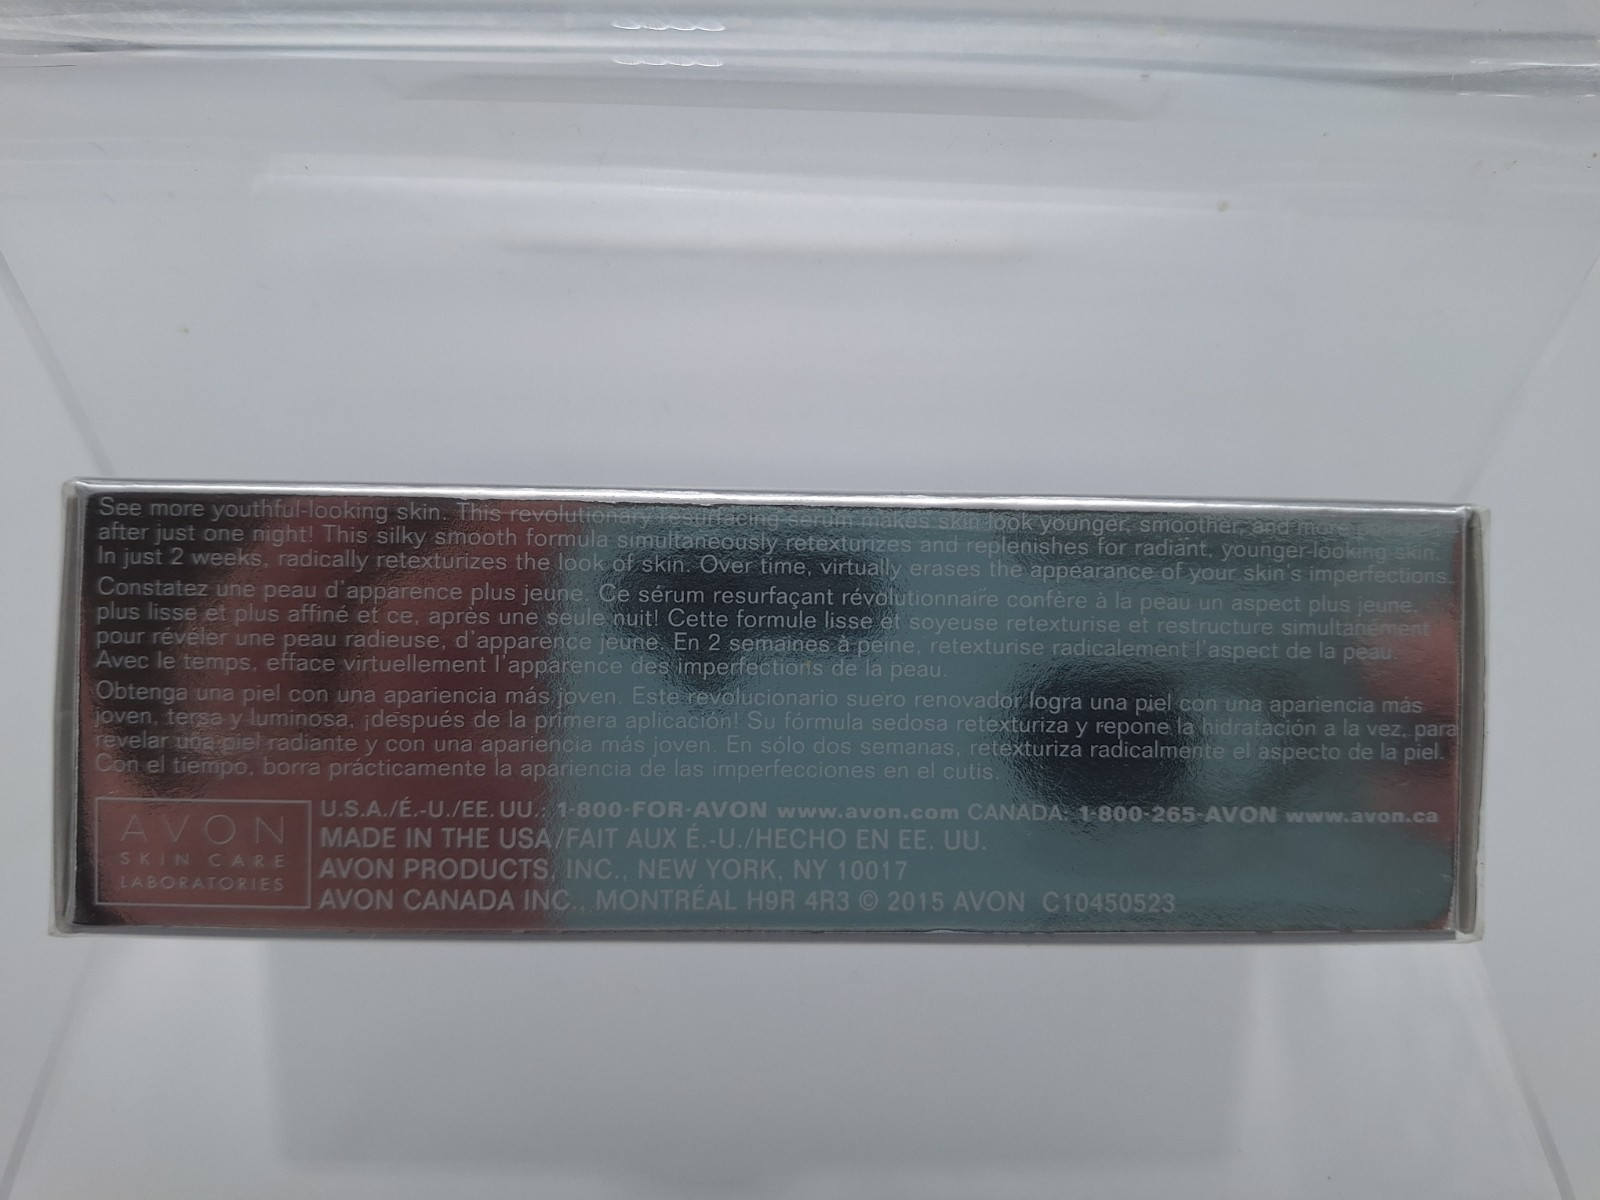 See more youthful-looking skin. This revolutionary resurfacing serum makes skin look younger, smoother, and more
after just one night! This silky smooth formula simultaneously retexturizes and replenishes for radiant, younger-looking skin.
In just 2 weeks, radically retexturizes the look of skin. Over time, virtually erases the appearance of your skin's imperfections.
Constatez une peau d'apparence plus jeune. Ce sérum resurfaçant révolutionnaire confère à la peau un aspect plus jeune,
plus lisse et plus affiné et ce, après une seule nuit! Cette formule lisse et soyeuse retexturise et restructure simultanément
pour révéler une peau radieuse, d'apparence jeune. En 2 semaines à peine, retexturise radicalement l'aspect de la peau.
Avec le temps, efface virtuellement l'apparence des imperfections de la peau.
Obtenga una piel con una apariencia más joven. Este revolucionario suero renovador logra una piel con una apariencia más
joven, tersa y luminosa, ¡después de la primera aplicación! Su fórmula sedosa retexturiza y repone la hidratación a la vez, para
revelar una piel radiante y con una apariencia más joven. En sólo dos semanas, retexturiza radicalmente el aspecto de la piel.
Con el tiempo, borra prácticamente la apariencia de las imperfecciones en el cutis.
AVON
SKIN CARE
LABORATORIES
U.S.A./É.-U./EE. UU.: 1-800-FOR-AVON www.avon.com CANADA: 1-800-265-AVON www.avon.ca
MADE IN THE USA/FAIT AUX É.-U./HECHO EN EE. UU.
AVON PRODUCTS, INC., NEW YORK, NY 10017
AVON CANADA INC., MONTRÉAL H9R 4R3 © 2015 AVON C10450523